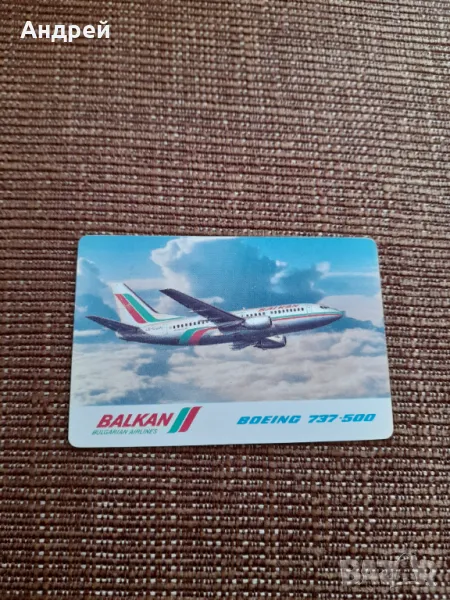 Андрей
BALKAN
BULGARIAN AIRLINES
BOEING 737-500